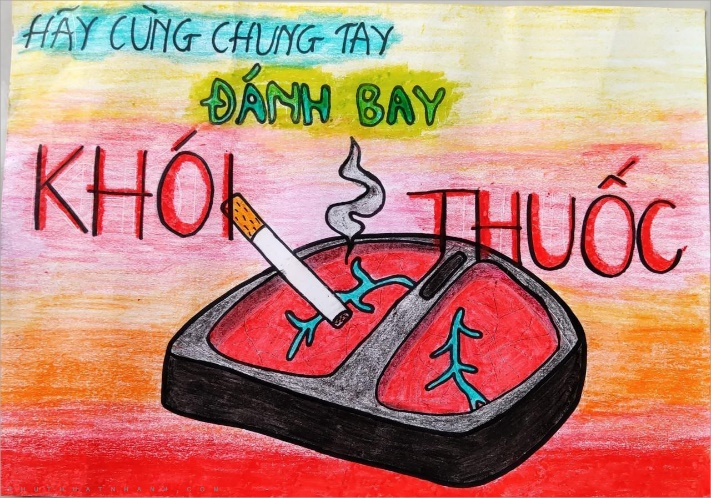 HÃY CÙNG CHUNG TAY
ĐÁNH BAY
KHÓI THUỐC